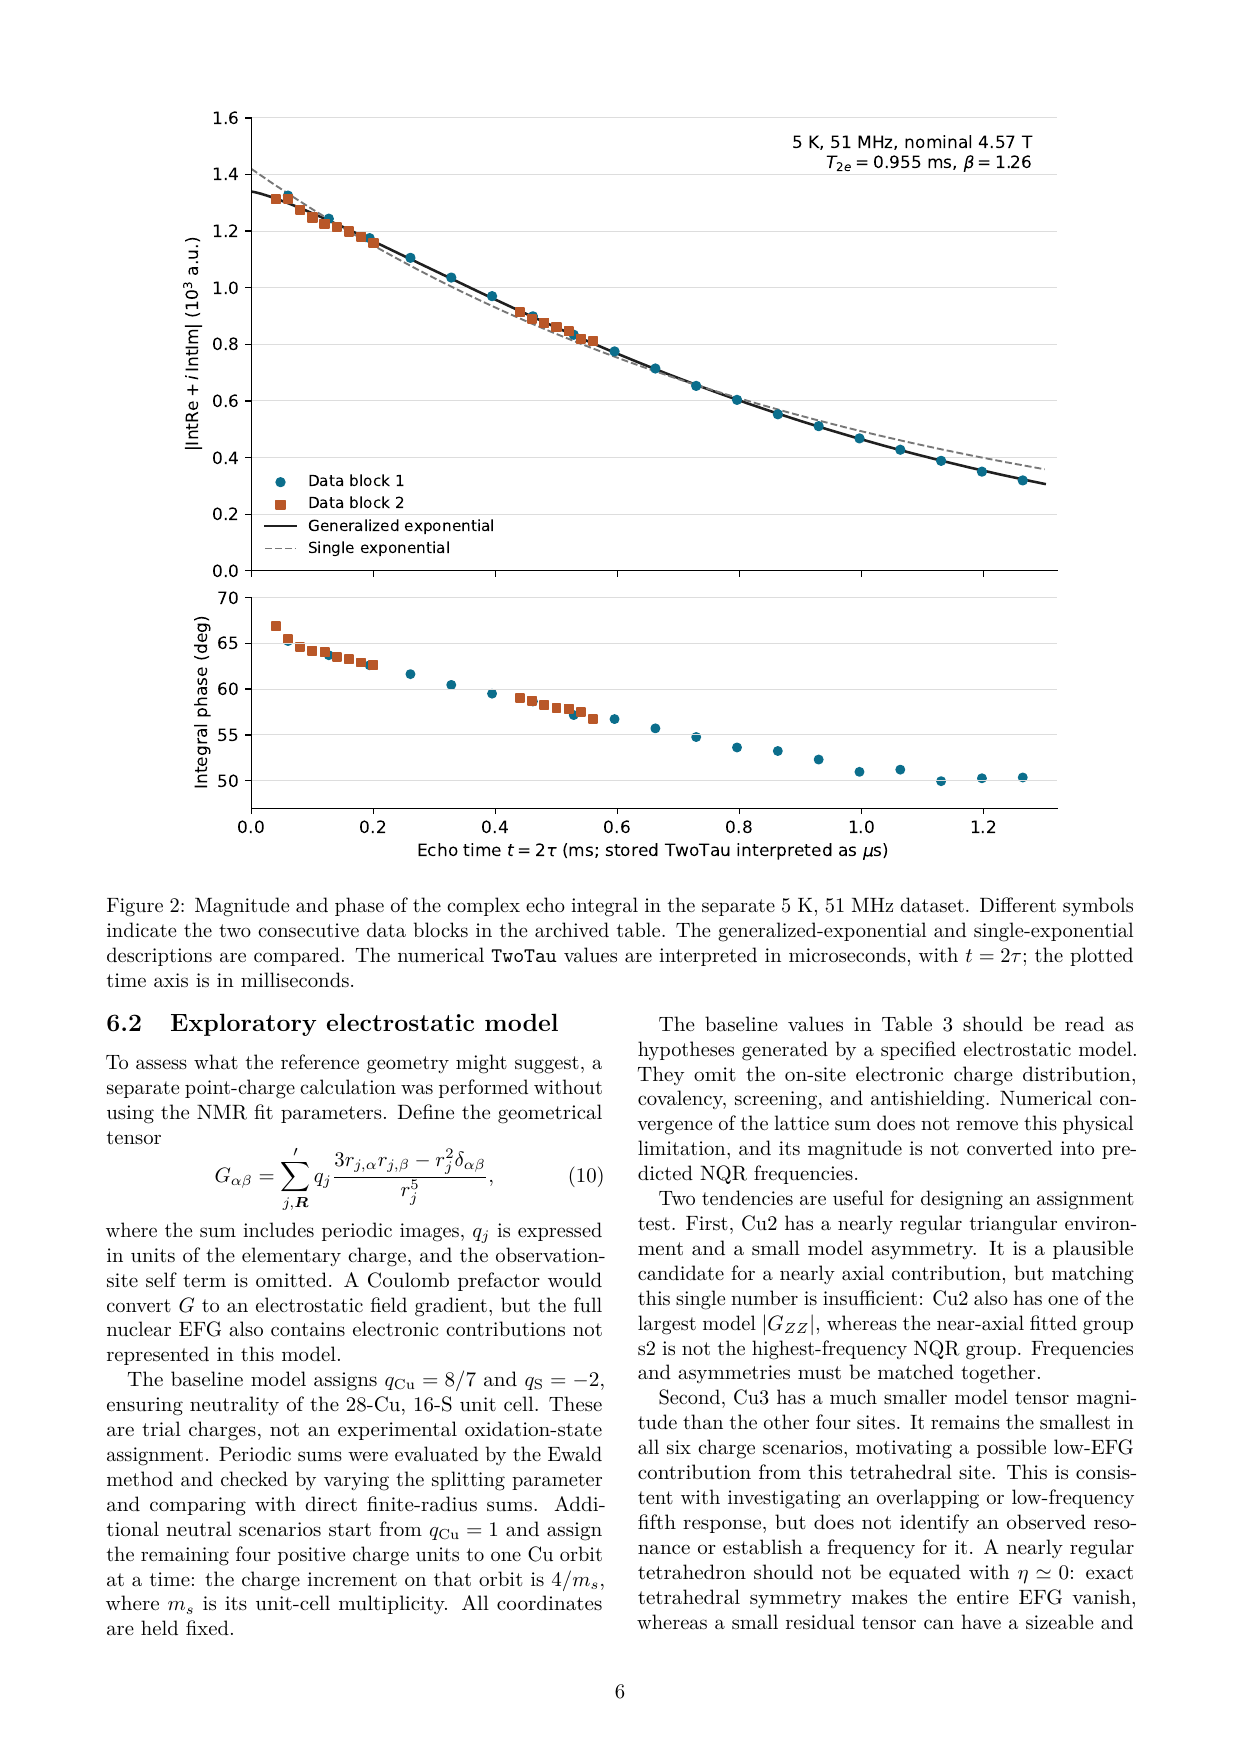 1.6
1.4
1.2
1.0
0.8
0.6
0.4
0.2
0.0
|IntRe + i IntIm| (10³ a.u.)
5 K, 51 MHz, nominal 4.57 T
T₂ₑ = 0.955 ms, β = 1.26
Data block 1
Data block 2
Generalized exponential
Single exponential
70
65
60
55
50
Integral phase (deg)
0.0 0.2 0.4 0.6 0.8 1.0 1.2
Echo time t = 2τ (ms; stored TwoTau interpreted as μs)
Figure 2: Magnitude and phase of the complex echo integral in the separate 5 K, 51 MHz dataset. Different symbols
indicate the two consecutive data blocks in the archived table. The generalized-exponential and single-exponential
descriptions are compared. The numerical TwoTau values are interpreted in microseconds, with t = 2τ; the plotted
time axis is in milliseconds.
6.2 Exploratory electrostatic model
To assess what the reference geometry might suggest, a
separate point-charge calculation was performed without
using the NMR fit parameters. Define the geometrical
tensor
G_{αβ} = ∑′_{j,R} q_j (3r_{j,α}r_{j,β} − r_j²δ_{αβ}) / r_j⁵, (10)
where the sum includes periodic images, q_j is expressed
in units of the elementary charge, and the observation-
site self term is omitted. A Coulomb prefactor would
convert G to an electrostatic field gradient, but the full
nuclear EFG also contains electronic contributions not
represented in this model.
The baseline model assigns q_Cu = 8/7 and q_S = −2,
ensuring neutrality of the 28-Cu, 16-S unit cell. These
are trial charges, not an experimental oxidation-state
assignment. Periodic sums were evaluated by the Ewald
method and checked by varying the splitting parameter
and comparing with direct finite-radius sums. Addi-
tional neutral scenarios start from q_Cu = 1 and assign
the remaining four positive charge units to one Cu orbit
at a time: the charge increment on that orbit is 4/m_s,
where m_s is its unit-cell multiplicity. All coordinates
are held fixed.
The baseline values in Table 3 should be read as
hypotheses generated by a specified electrostatic model.
They omit the on-site electronic charge distribution,
covalency, screening, and antishielding. Numerical con-
vergence of the lattice sum does not remove this physical
limitation, and its magnitude is not converted into pre-
dicted NQR frequencies.
Two tendencies are useful for designing an assignment
test. First, Cu2 has a nearly regular triangular environ-
ment and a small model asymmetry. It is a plausible
candidate for a nearly axial contribution, but matching
this single number is insufficient: Cu2 also has one of the
largest model |G_{ZZ}|, whereas the near-axial fitted group
s2 is not the highest-frequency NQR group. Frequencies
and asymmetries must be matched together.
Second, Cu3 has a much smaller model tensor magni-
tude than the other four sites. It remains the smallest in
all six charge scenarios, motivating a possible low-EFG
contribution from this tetrahedral site. This is consis-
tent with investigating an overlapping or low-frequency
fifth response, but does not identify an observed reso-
nance or establish a frequency for it. A nearly regular
tetrahedron should not be equated with η ≃ 0: exact
tetrahedral symmetry makes the entire EFG vanish,
whereas a small residual tensor can have a sizeable and
6